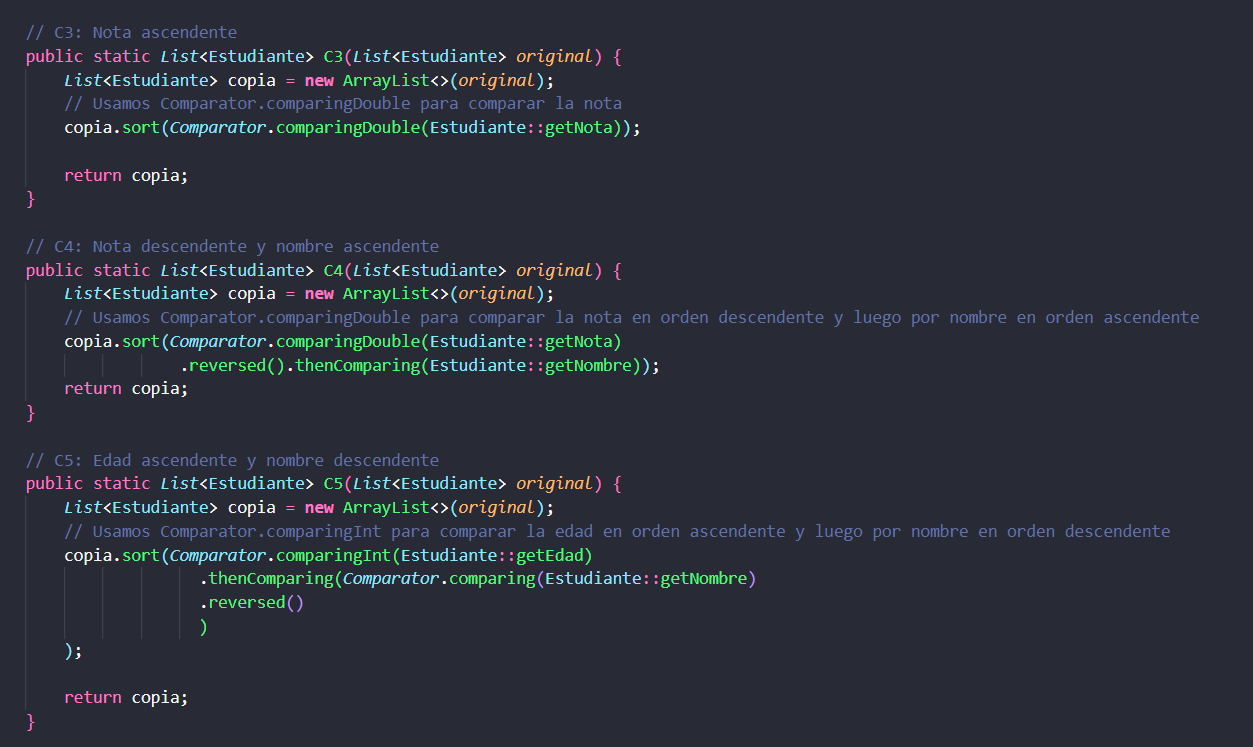 // C3: Nota ascendente
public static List<Estudiante> C3(List<Estudiante> original) {
List<Estudiante> copia = new ArrayList<>(original);
// Usamos Comparator.comparingDouble para comparar la nota
copia.sort(Comparator.comparingDouble(Estudiante::getNota));
return copia;
}
// C4: Nota descendente y nombre ascendente
public static List<Estudiante> C4(List<Estudiante> original) {
List<Estudiante> copia = new ArrayList<>(original);
// Usamos Comparator.comparingDouble para comparar la nota en orden descendente y luego por nombre en orden ascendente
copia.sort(Comparator.comparingDouble(Estudiante::getNota)
.reversed().thenComparing(Estudiante::getNombre));
return copia;
}
// C5: Edad ascendente y nombre descendente
public static List<Estudiante> C5(List<Estudiante> original) {
List<Estudiante> copia = new ArrayList<>(original);
// Usamos Comparator.comparingInt para comparar la edad en orden ascendente y luego por nombre en orden descendente
copia.sort(Comparator.comparingInt(Estudiante::getEdad)
.thenComparing(Comparator.comparing(Estudiante::getNombre)
.reversed()
)
);
return copia;
}